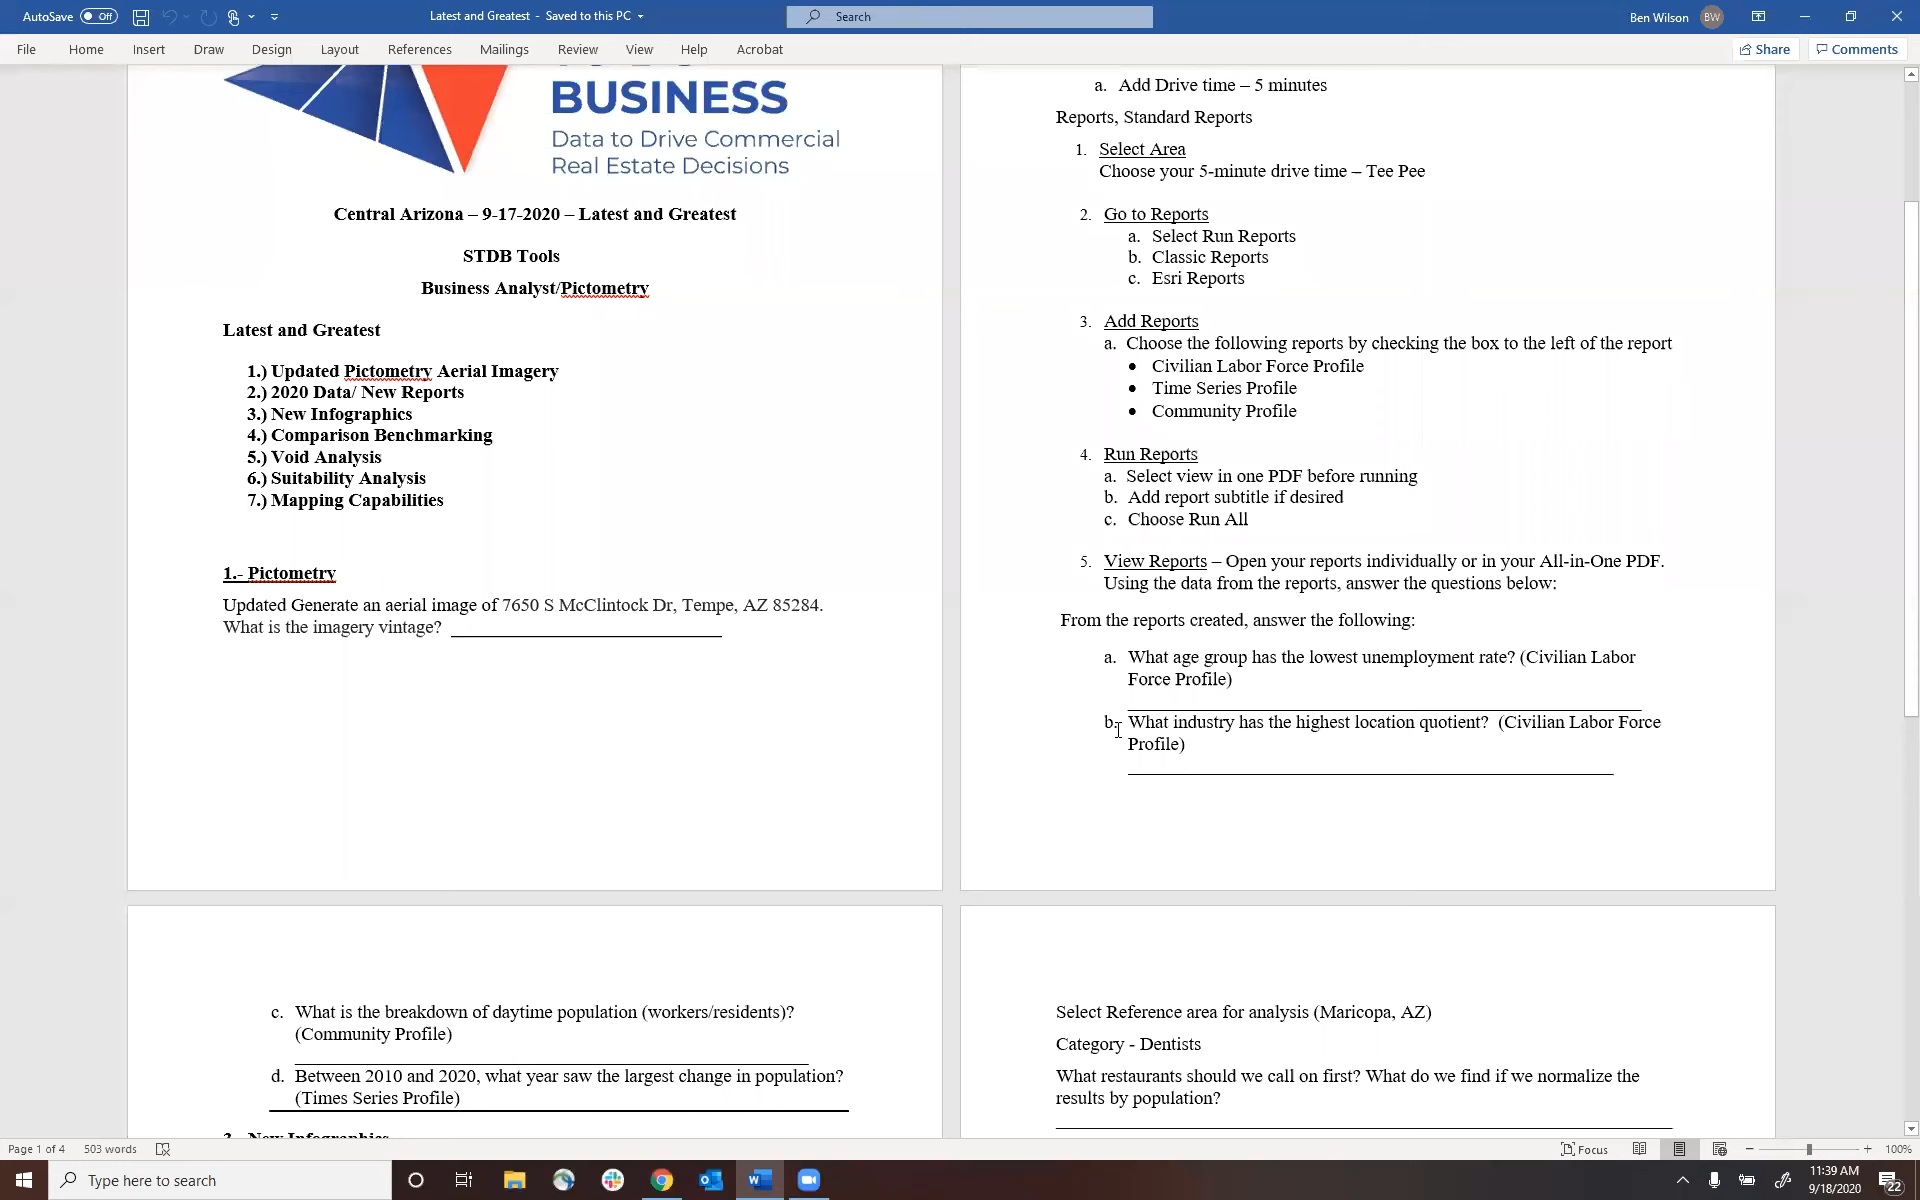 AutoSave Off
Latest and Greatest - Saved to this PC
Search
Ben Wilson BW
File Home Insert Draw Design Layout References Mailings Review View Help Acrobat
Share Comments
BUSINESS
Data to Drive Commercial
Real Estate Decisions
Central Arizona – 9-17-2020 – Latest and Greatest
STDB Tools
Business Analyst/Pictometry
Latest and Greatest
1.) Updated Pictometry Aerial Imagery
2.) 2020 Data/ New Reports
3.) New Infographics
4.) Comparison Benchmarking
5.) Void Analysis
6.) Suitability Analysis
7.) Mapping Capabilities
1.- Pictometry
Updated Generate an aerial image of 7650 S McClintock Dr, Tempe, AZ 85284.
What is the imagery vintage?
a. Add Drive time – 5 minutes
Reports, Standard Reports
1. Select Area
Choose your 5-minute drive time – Tee Pee
2. Go to Reports
a. Select Run Reports
b. Classic Reports
c. Esri Reports
3. Add Reports
a. Choose the following reports by checking the box to the left of the report
• Civilian Labor Force Profile
• Time Series Profile
• Community Profile
4. Run Reports
a. Select view in one PDF before running
b. Add report subtitle if desired
c. Choose Run All
5. View Reports – Open your reports individually or in your All-in-One PDF.
Using the data from the reports, answer the questions below:
From the reports created, answer the following:
a. What age group has the lowest unemployment rate? (Civilian Labor
Force Profile)
b. What industry has the highest location quotient? (Civilian Labor Force
Profile)
c. What is the breakdown of daytime population (workers/residents)?
(Community Profile)
d. Between 2010 and 2020, what year saw the largest change in population?
(Times Series Profile)
New Infographics
Select Reference area for analysis (Maricopa, AZ)
Category - Dentists
What restaurants should we call on first? What do we find if we normalize the
results by population?
Page 1 of 4 503 words
Focus
100%
Type here to search
11:39 AM
9/18/2020
22